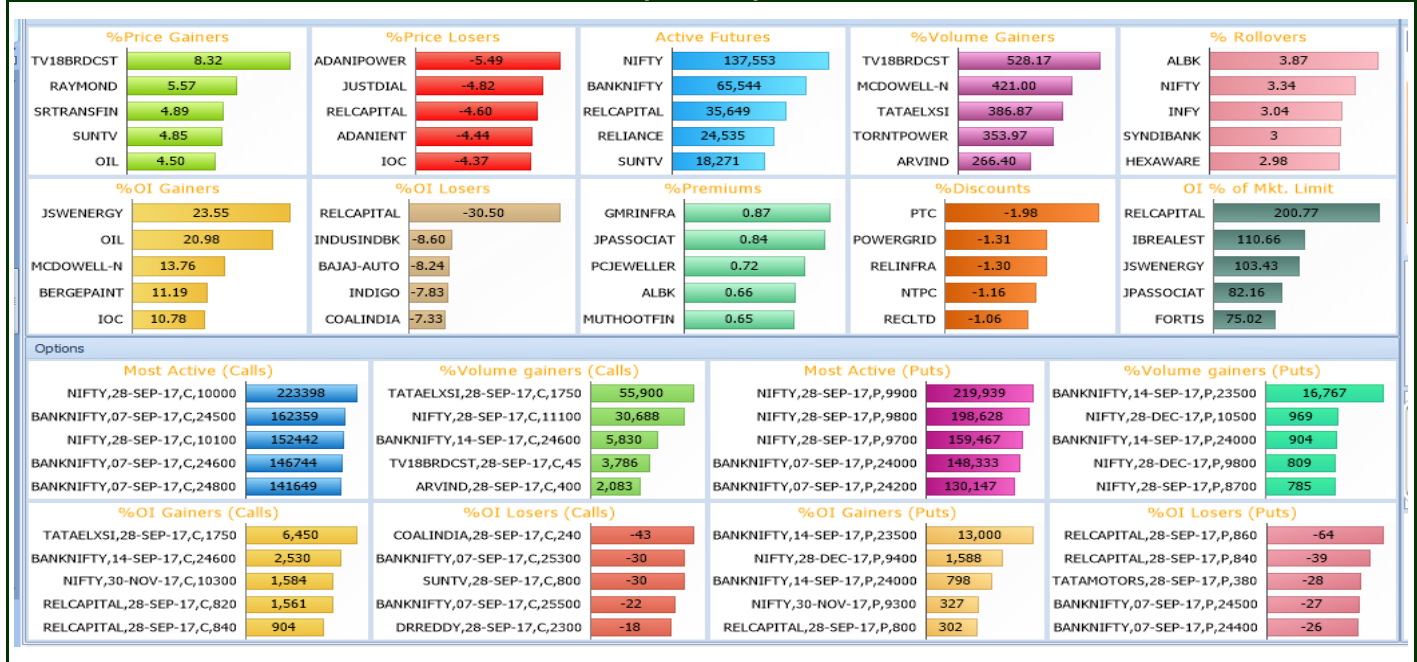 %Price Gainers
TV18BRDCST 8.32
RAYMOND 5.57
SRTRANSFIN 4.89
SUNTV 4.85
OIL 4.50
%Price Losers
ADANIPOWER -5.49
JUSTDIAL -4.82
RELCAPITAL -4.60
ADANIENT -4.44
IOC -4.37
Active Futures
NIFTY 137,553
BANKNIFTY 65,544
RELCAPITAL 35,649
RELIANCE 24,535
SUNTV 18,271
%Volume Gainers
TV18BRDCST 528.17
MCDOWELL-N 421.00
TATAELXSI 386.87
TORNTPOWER 353.97
ARVIND 266.40
% Rollovers
ALBK 3.87
NIFTY 3.34
INFY 3.04
SYNDIBANK 3
HEXAWARE 2.98
%OI Gainers
JSWENERGY 23.55
OIL 20.98
MCDOWELL-N 13.76
BERGEPAINT 11.19
IOC 10.78
%OI Losers
RELCAPITAL -30.50
INDUSINDBK -8.60
BAJAJ-AUTO -8.24
INDIGO -7.83
COALINDIA -7.33
%Premiums
GMRINFRA 0.87
JPASSOCIAT 0.84
PCJEWELLER 0.72
ALBK 0.66
MUTHOOTFIN 0.65
%Discounts
PTC -1.98
POWERGRID -1.31
RELINFRA -1.30
NTPC -1.16
RECLTD -1.06
OI % of Mkt. Limit
RELCAPITAL 200.77
IBREALEST 110.66
JSWENERGY 103.43
JPASSOCIAT 82.16
FORTIS 75.02
Options
Most Active (Calls)
NIFTY,28-SEP-17,C,10000 223398
BANKNIFTY,07-SEP-17,C,24500 162359
NIFTY,28-SEP-17,C,10100 152442
BANKNIFTY,07-SEP-17,C,24600 146744
BANKNIFTY,07-SEP-17,C,24800 141649
%Volume gainers (Calls)
TATAELXSI,28-SEP-17,C,1750 55,900
NIFTY,28-SEP-17,C,11100 30,688
BANKNIFTY,14-SEP-17,C,24600 5,830
TV18BRDCST,28-SEP-17,C,45 3,786
ARVIND,28-SEP-17,C,400 2,083
Most Active (Puts)
NIFTY,28-SEP-17,P,9900 219,939
NIFTY,28-SEP-17,P,9800 198,628
NIFTY,28-SEP-17,P,9700 159,467
BANKNIFTY,07-SEP-17,P,24000 148,333
BANKNIFTY,07-SEP-17,P,24200 130,147
%Volume gainers (Puts)
BANKNIFTY,14-SEP-17,P,23500 16,767
NIFTY,28-DEC-17,P,10500 969
BANKNIFTY,14-SEP-17,P,24000 904
NIFTY,28-DEC-17,P,9800 809
NIFTY,28-SEP-17,P,8700 785
%OI Gainers (Calls)
TATAELXSI,28-SEP-17,C,1750 6,450
BANKNIFTY,14-SEP-17,C,24600 2,530
NIFTY,30-NOV-17,C,10300 1,584
RELCAPITAL,28-SEP-17,C,820 1,561
RELCAPITAL,28-SEP-17,C,840 904
%OI Losers (Calls)
COALINDIA,28-SEP-17,C,240 -43
BANKNIFTY,07-SEP-17,C,25300 -30
SUNTV,28-SEP-17,C,800 -30
BANKNIFTY,07-SEP-17,C,25500 -22
DRREDDY,28-SEP-17,C,2300 -18
%OI Gainers (Puts)
BANKNIFTY,14-SEP-17,P,23500 13,000
NIFTY,28-DEC-17,P,9400 1,588
BANKNIFTY,14-SEP-17,P,24000 798
NIFTY,30-NOV-17,P,9300 327
RELCAPITAL,28-SEP-17,P,800 302
%OI Losers (Puts)
RELCAPITAL,28-SEP-17,P,860 -64
RELCAPITAL,28-SEP-17,P,840 -39
TATAMOTORS,28-SEP-17,P,380 -28
BANKNIFTY,07-SEP-17,P,24500 -27
BANKNIFTY,07-SEP-17,P,24400 -26